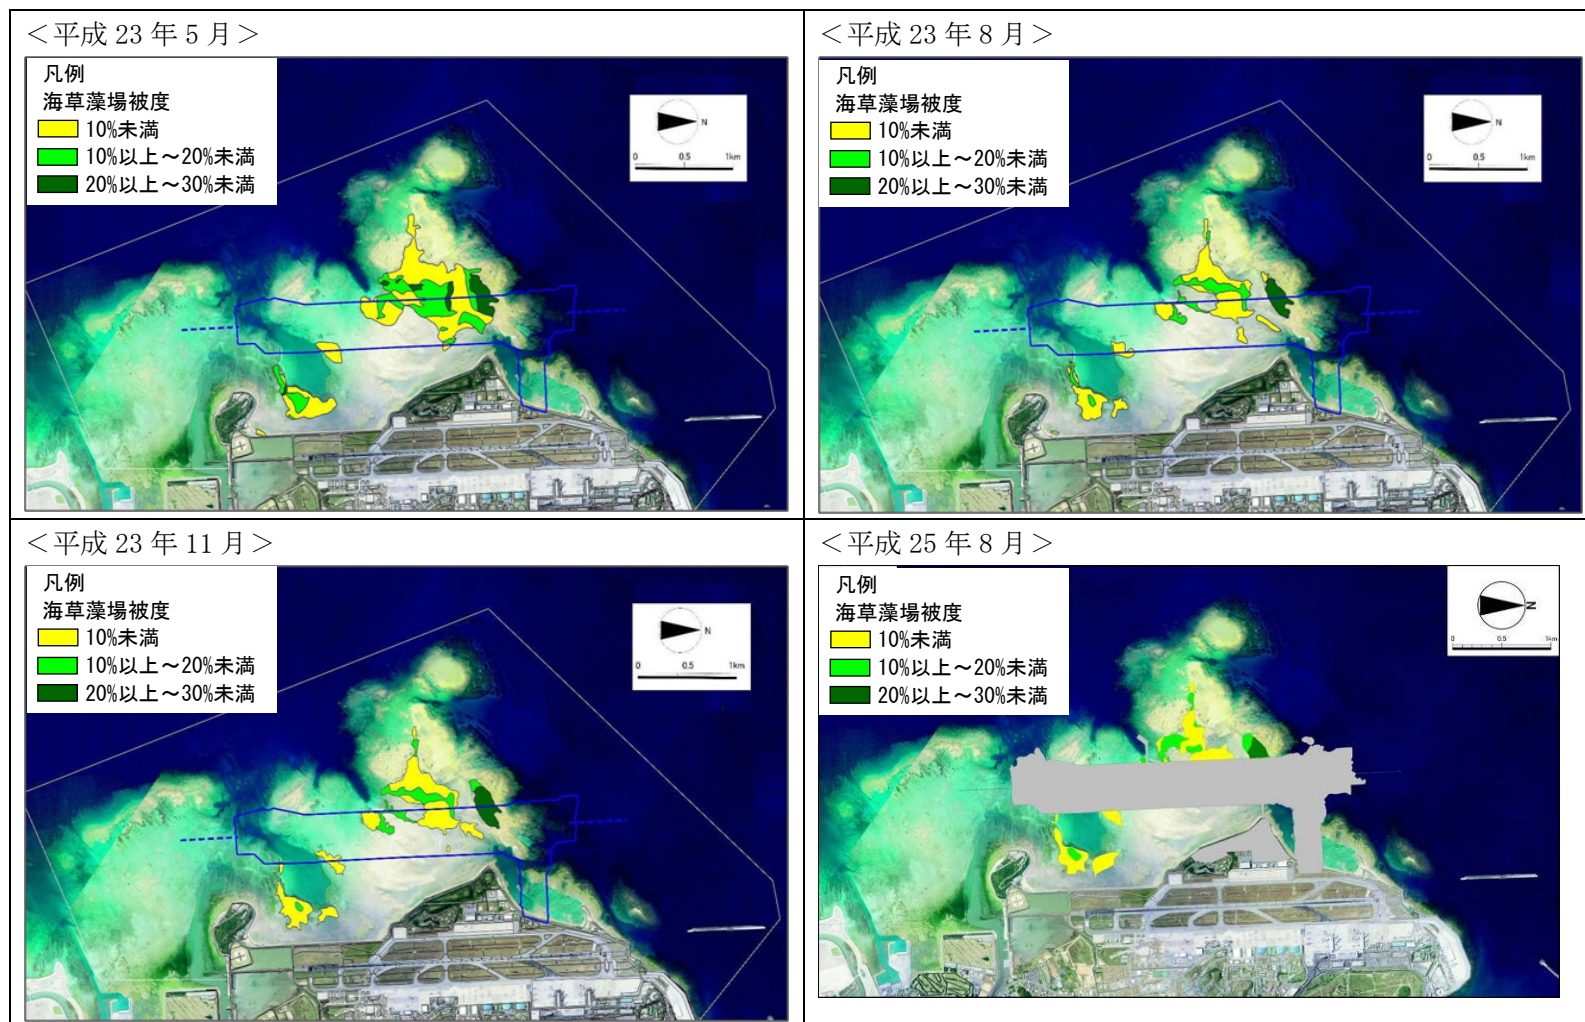 ＜平成 23 年 5 月＞
凡例
海草藻場被度
10%未満
10%以上～20%未満
20%以上～30%未満
N
0 0.5 1km
＜平成 23 年 8 月＞
凡例
海草藻場被度
10%未満
10%以上～20%未満
20%以上～30%未満
N
0 0.5 1km
＜平成 23 年 11 月＞
凡例
海草藻場被度
10%未満
10%以上～20%未満
20%以上～30%未満
N
0 0.5 1km
＜平成 25 年 8 月＞
凡例
海草藻場被度
10%未満
10%以上～20%未満
20%以上～30%未満
N
0 0.5 1km